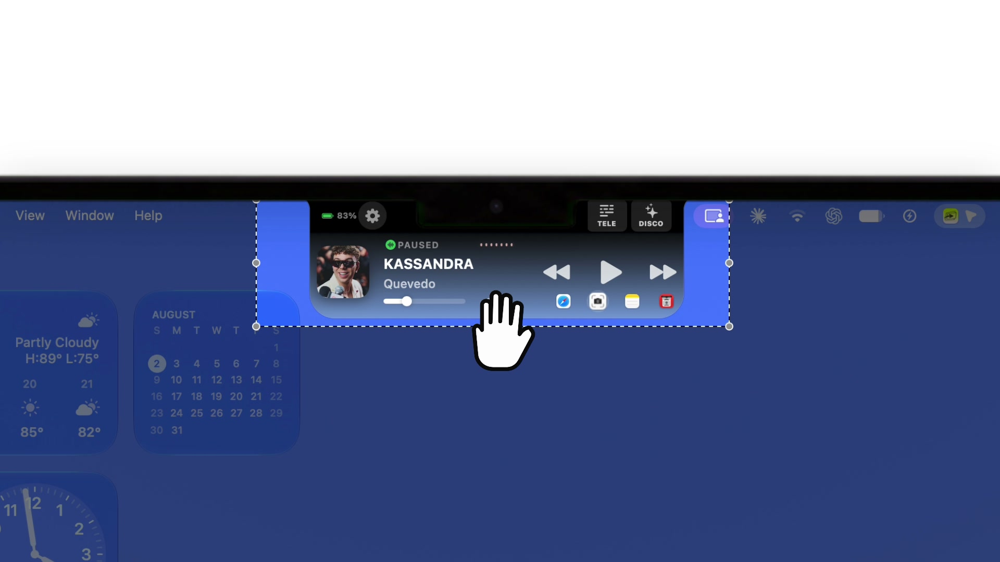 View Window Help
83%
TELE
DISCO
PAUSED
KASSANDRA
Quevedo
Partly Cloudy
H:89° L:75°
20 21
85° 82°
AUGUST
S M T W T F S
1
2 3 4 5 6 7 8
9 10 11 12 13 14 15
16 17 18 19 20 21 22
23 24 25 26 27 28 29
30 31
11 12 1
2
3